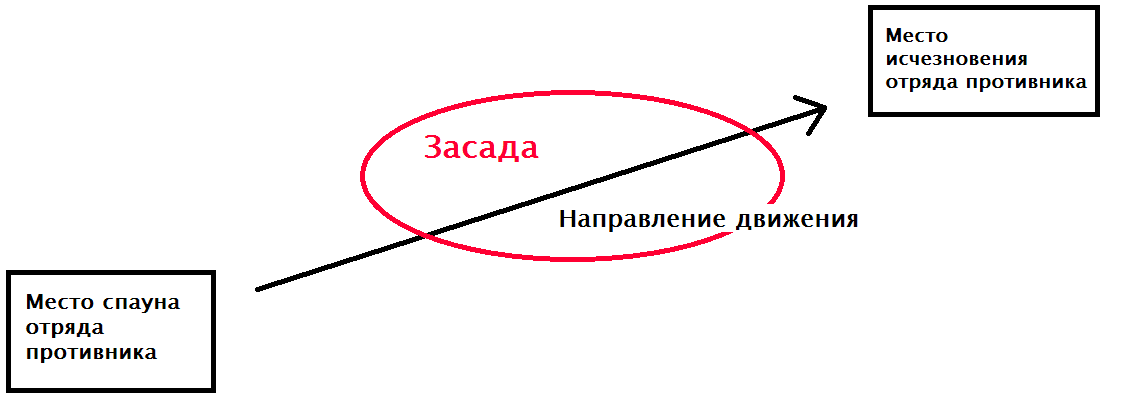 Место
исчезновения
отряда противника
Засада
Направление движения
Место спауна
отряда
противника